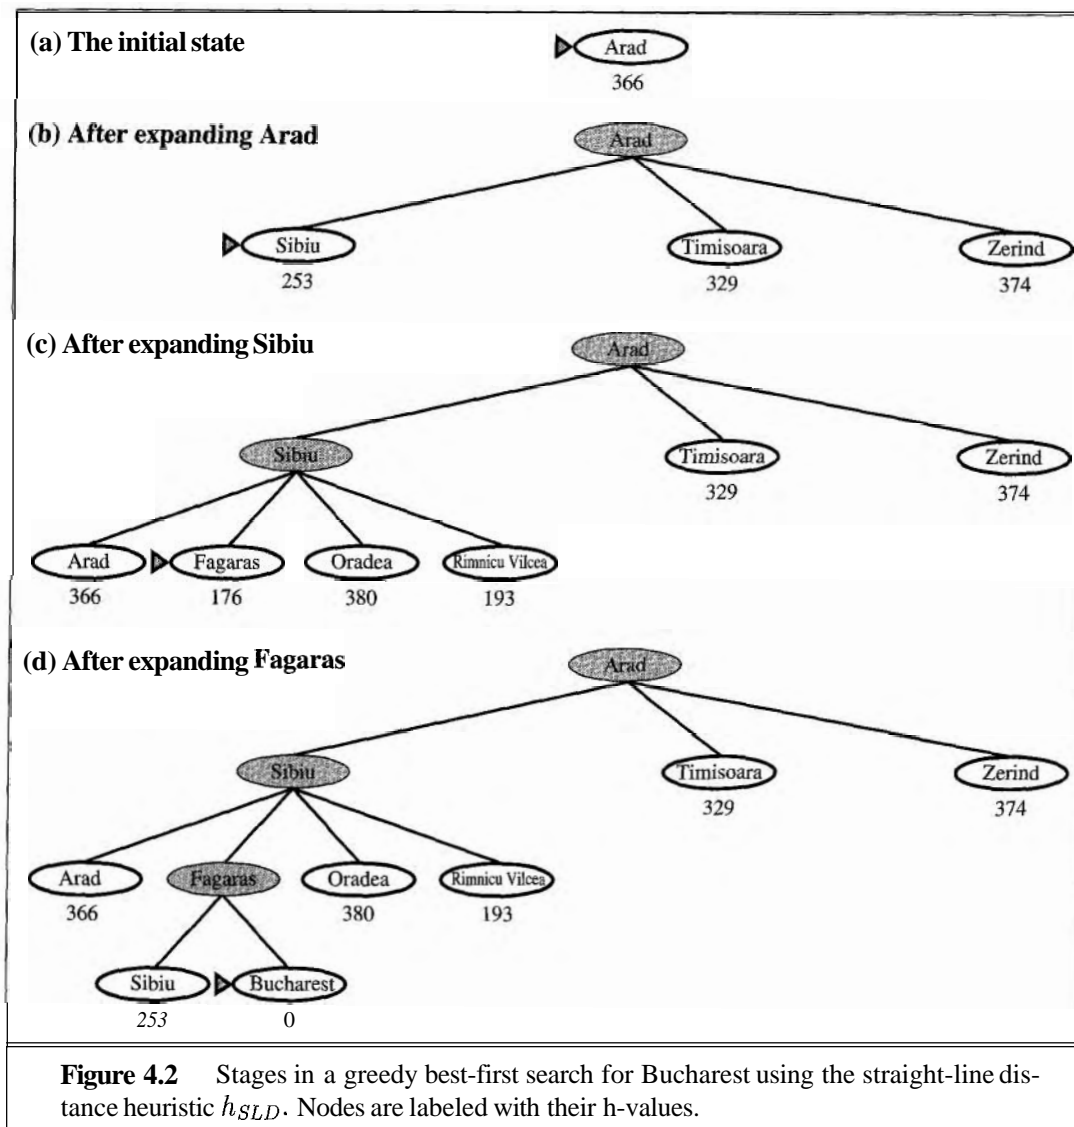 (a) The initial state
Arad
366
(b) After expanding Arad
Arad
Sibiu
Timisoara
Zerind
253
329
374
(c) After expanding Sibiu
Arad
Sibiu
Timisoara
Zerind
329
374
Arad
Fagaras
Oradea
Rimnicu Vilcea
366
176
380
193
(d) After expanding Fagaras
Arad
Sibiu
Timisoara
Zerind
329
374
Arad
Fagaras
Oradea
Rimnicu Vilcea
366
380
193
Sibiu
Bucharest
253
0
Figure 4.2 Stages in a greedy best-first search for Bucharest using the straight-line dis-
tance heuristic h_{SLD}. Nodes are labeled with their h-values.